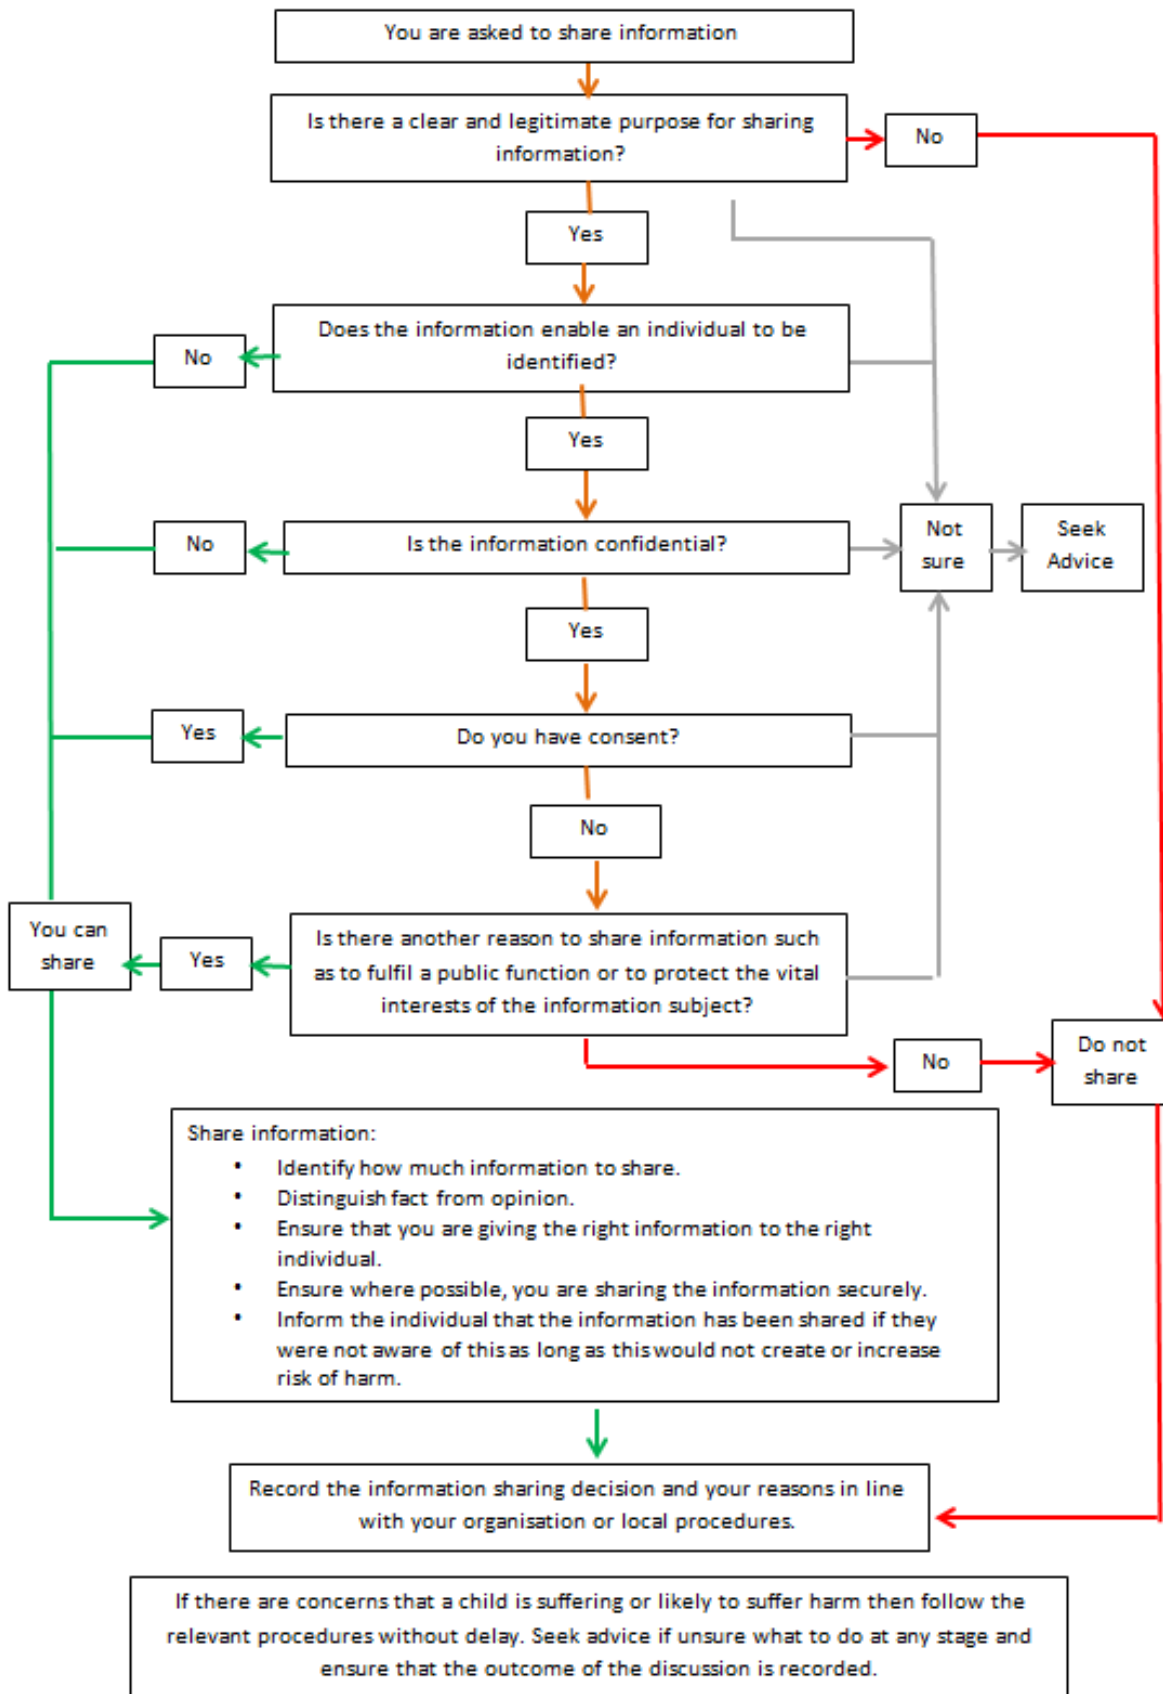 You are asked to share information
Is there a clear and legitimate purpose for sharing
information?
No
Yes
Does the information enable an individual to be
identified?
No
Yes
Is the information confidential?
No
Not
sure
Seek
Advice
Yes
Do you have consent?
Yes
No
Is there another reason to share information such
as to fulfil a public function or to protect the vital
interests of the information subject?
Yes
You can
share
No
Do not
share
Share information:
• Identify how much information to share.
• Distinguish fact from opinion.
• Ensure that you are giving the right information to the right
individual.
• Ensure where possible, you are sharing the information securely.
• Inform the individual that the information has been shared if they
were not aware of this as long as this would not create or increase
risk of harm.
Record the information sharing decision and your reasons in line
with your organisation or local procedures.
If there are concerns that a child is suffering or likely to suffer harm then follow the
relevant procedures without delay. Seek advice if unsure what to do at any stage and
ensure that the outcome of the discussion is recorded.